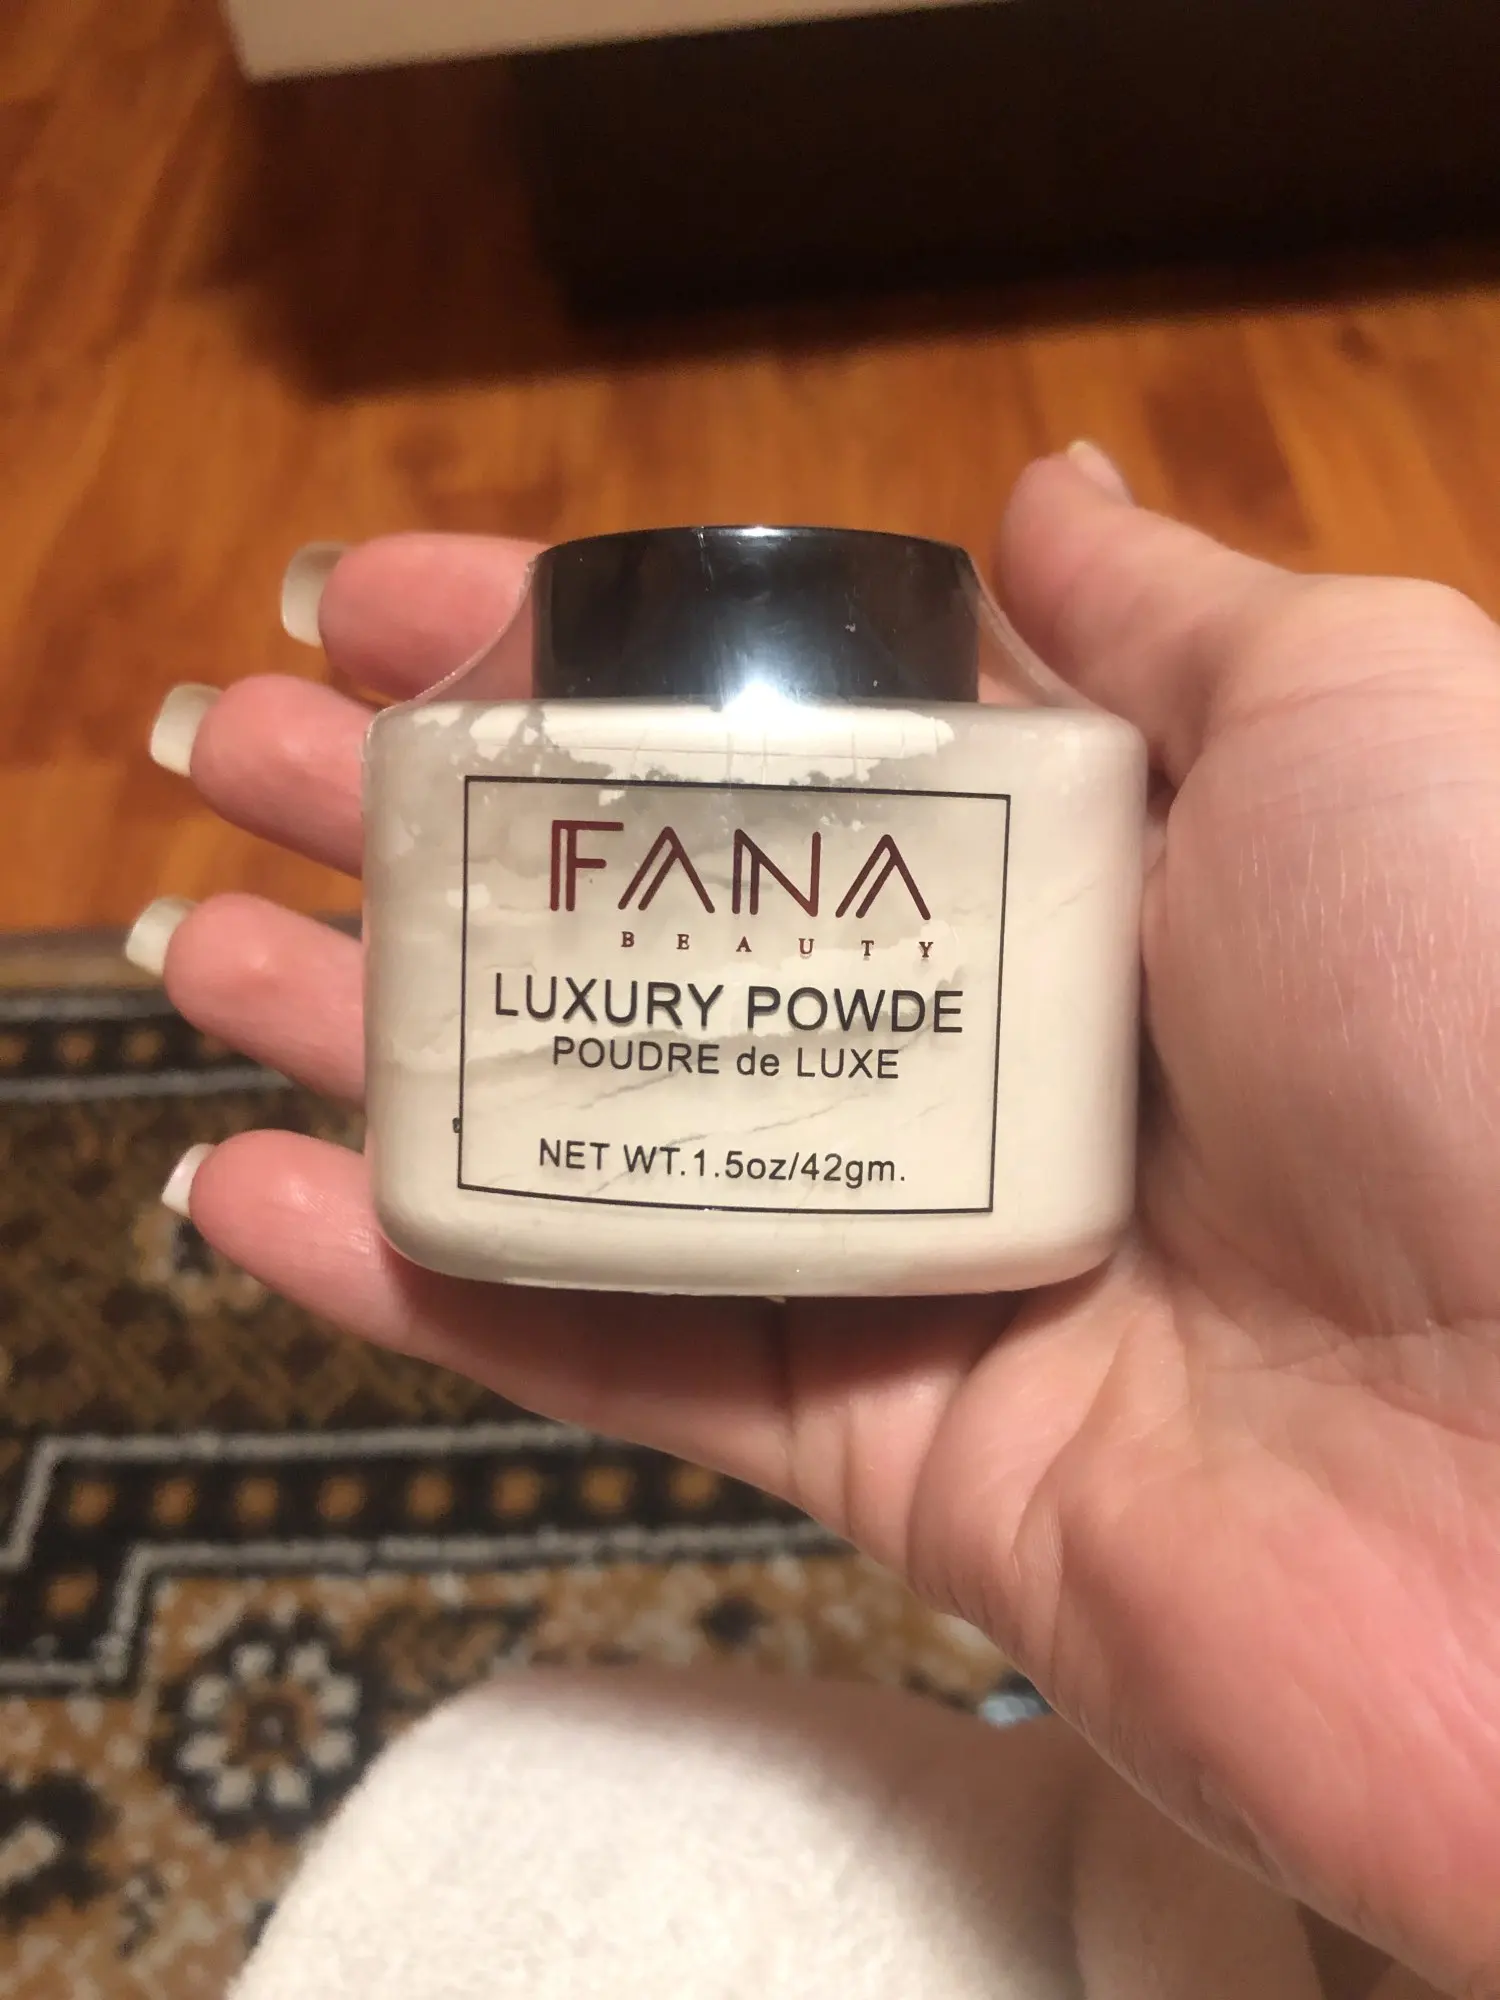 FANA
BEAUTY
LUXURY POWDE
POUDRE de LUXE
NET WT.1.5oz/42gm.